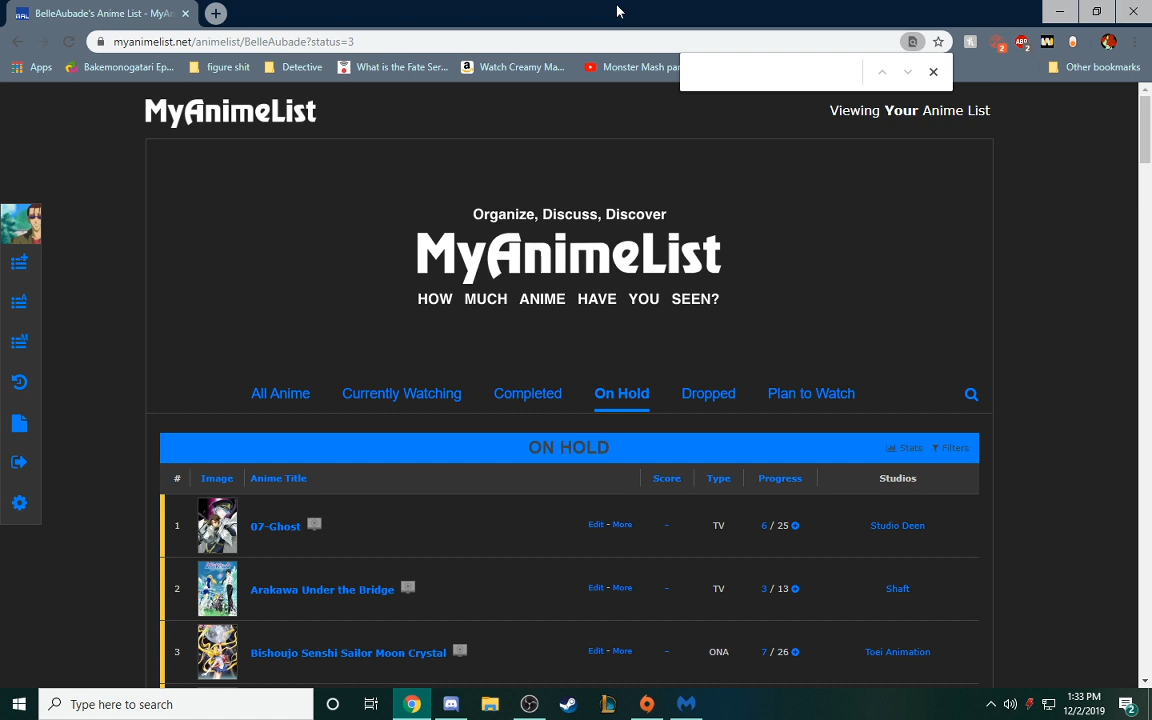 BelleAubade's Anime List - MyAn
myanimelist.net/animelist/BelleAubade?status=3
Apps
Bakemonogatari Ep...
figure shit
Detective
What is the Fate Ser...
Watch Creamy Ma...
Monster Mash par
Other bookmarks
MyAnimeList
Viewing Your Anime List
Organize, Discuss, Discover
MyAnimeList
HOW MUCH ANIME HAVE YOU SEEN?
All Anime Currently Watching Completed On Hold Dropped Plan to Watch
ON HOLD
Stats Filters
# Image Anime Title Score Type Progress Studios
1 07-Ghost Edit - More - TV 6 / 25 Studio Deen
2 Arakawa Under the Bridge Edit - More - TV 3 / 13 Shaft
3 Bishoujo Senshi Sailor Moon Crystal Edit - More - ONA 7 / 26 Toei Animation
Type here to search
1:33 PM
12/2/2019
2